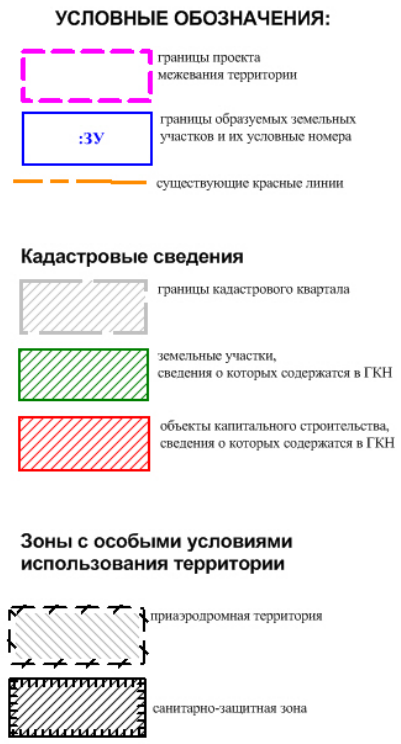 УСЛОВНЫЕ ОБОЗНАЧЕНИЯ:
границы проекта
межевания территории
границы образуемых земельных
участков и их условные номера
:ЗУ
существующие красные линии
Кадастровые сведения
границы кадастрового квартала
земельные участки,
сведения о которых содержатся в ГКН
объекты капитального строительства,
сведения о которых содержатся в ГКН
Зоны с особыми условиями
использования территории
приаэродромная территория
санитарно-защитная зона